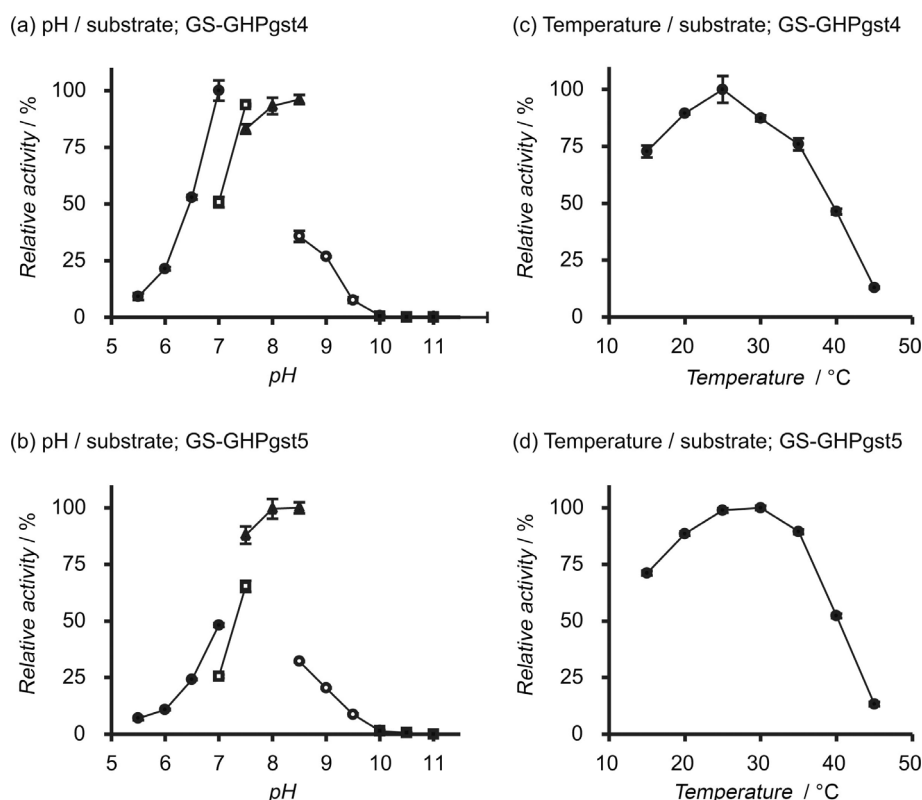 (a) pH / substrate; GS-GHPgst4
Relative activity / %
100
75
50
25
0
5 6 7 8 9 10 11
pH
(c) Temperature / substrate; GS-GHPgst4
Relative activity / %
100
75
50
25
0
10 20 30 40 50
Temperature / °C
(b) pH / substrate; GS-GHPgst5
Relative activity / %
100
75
50
25
0
5 6 7 8 9 10 11
pH
(d) Temperature / substrate; GS-GHPgst5
Relative activity / %
100
75
50
25
0
10 20 30 40 50
Temperature / °C